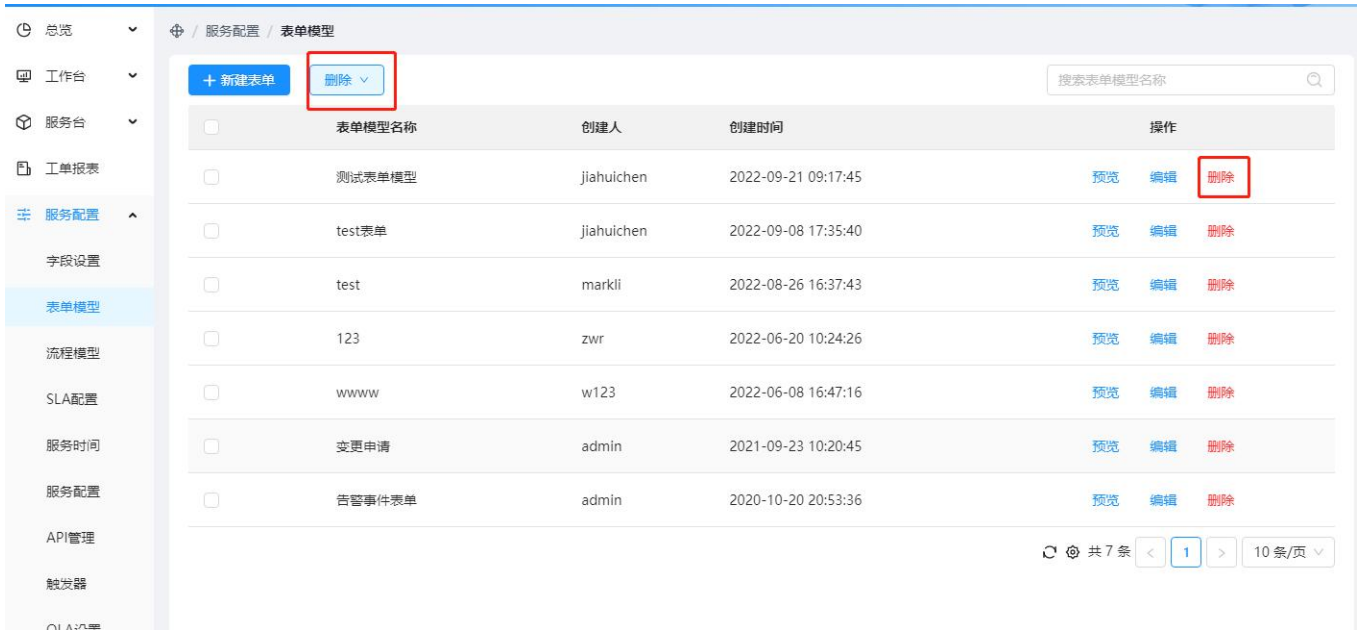 总览
工作台
服务台
工单报表
服务配置
字段设置
表单模型
流程模型
SLA配置
服务时间
服务配置
API管理
触发器
/ 服务配置 / 表单模型
新建表单 删除
搜索表单模型名称
表单模型名称 创建人 创建时间 操作
测试表单模型 jiahuichen 2022-09-21 09:17:45 预览 编辑 删除
test表单 jiahuichen 2022-09-08 17:35:40 预览 编辑 删除
test markli 2022-08-26 16:37:43 预览 编辑 删除
123 zwr 2022-06-20 10:24:26 预览 编辑 删除
wwww w123 2022-06-08 16:47:16 预览 编辑 删除
变更申请 admin 2021-09-23 10:20:45 预览 编辑 删除
告警事件表单 admin 2020-10-20 20:53:36 预览 编辑 删除
共 7 条 < 1 > 10 条/页